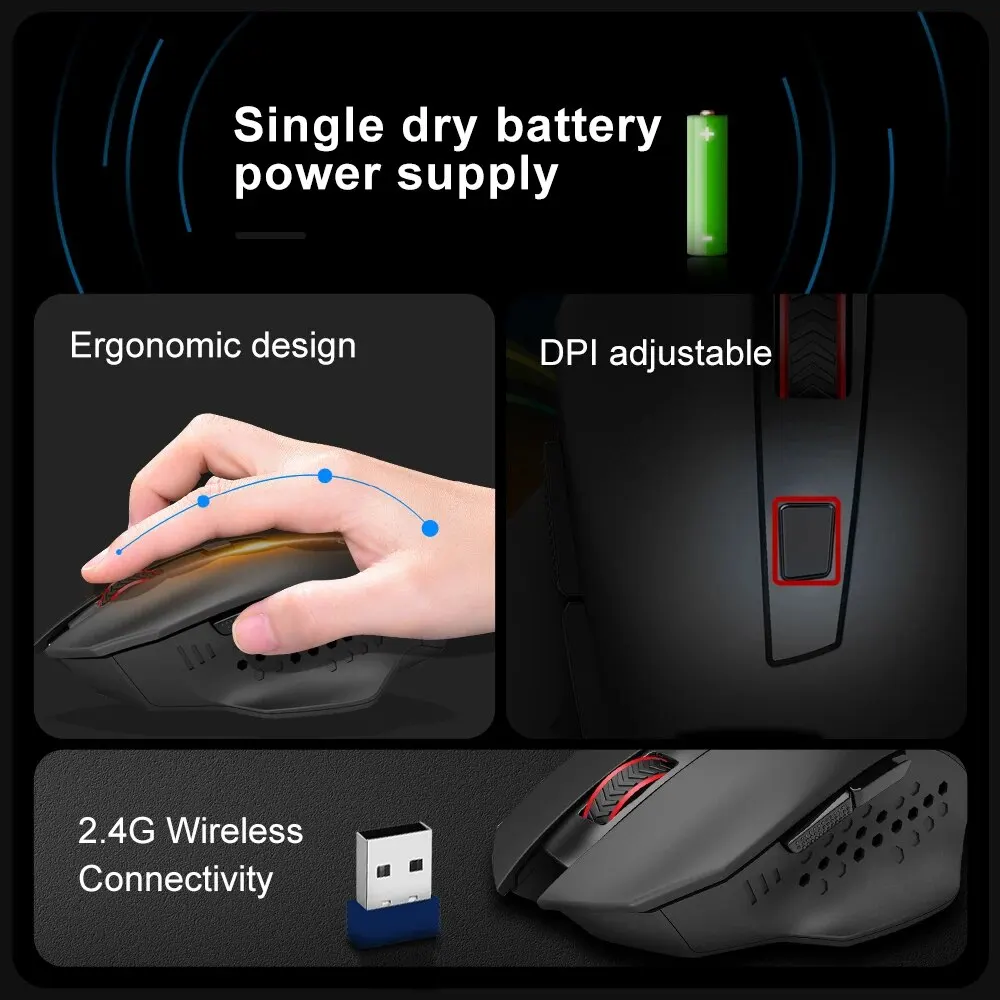 Single dry battery
power supply
Ergonomic design
DPI adjustable
2.4G Wireless
Connectivity